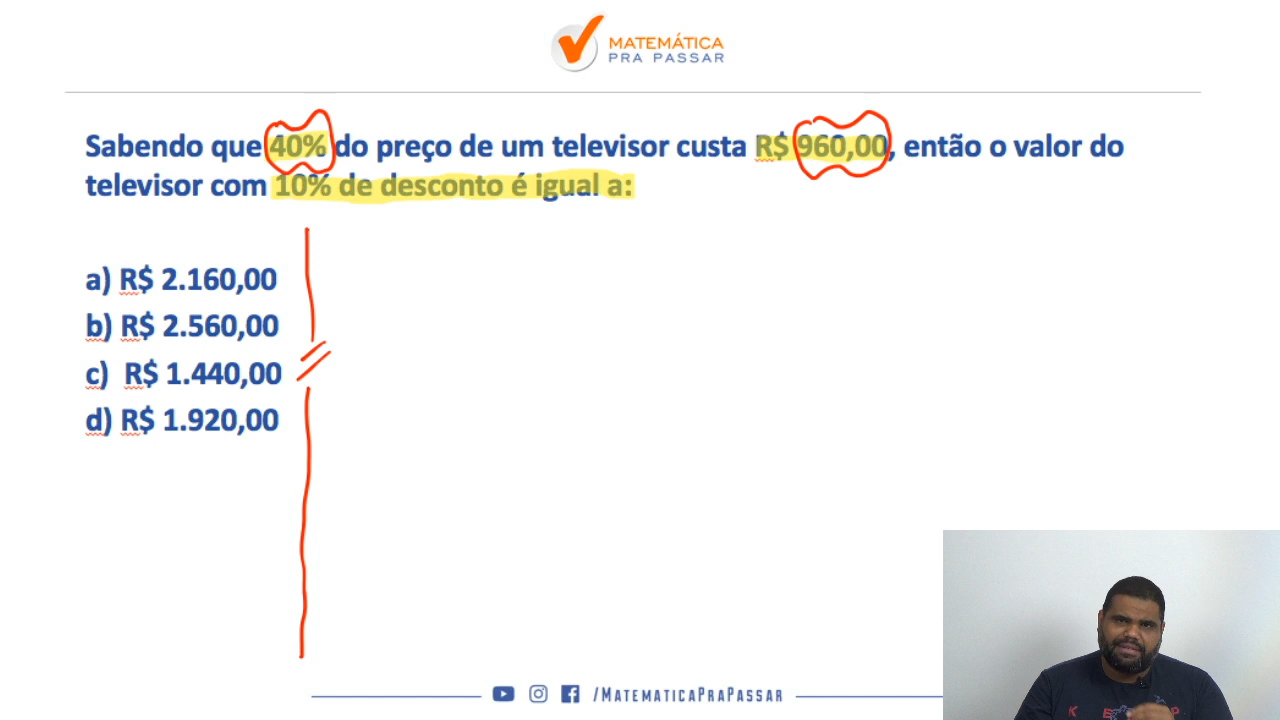 MATEMÁTICA
PRA PASSAR
Sabendo que 40% do preço de um televisor custa R$ 960,00, então o valor do
televisor com 10% de desconto é igual a:
a) R$ 2.160,00
b) R$ 2.560,00
c) R$ 1.440,00
d) R$ 1.920,00
/MATEMATICAPRAPASSAR